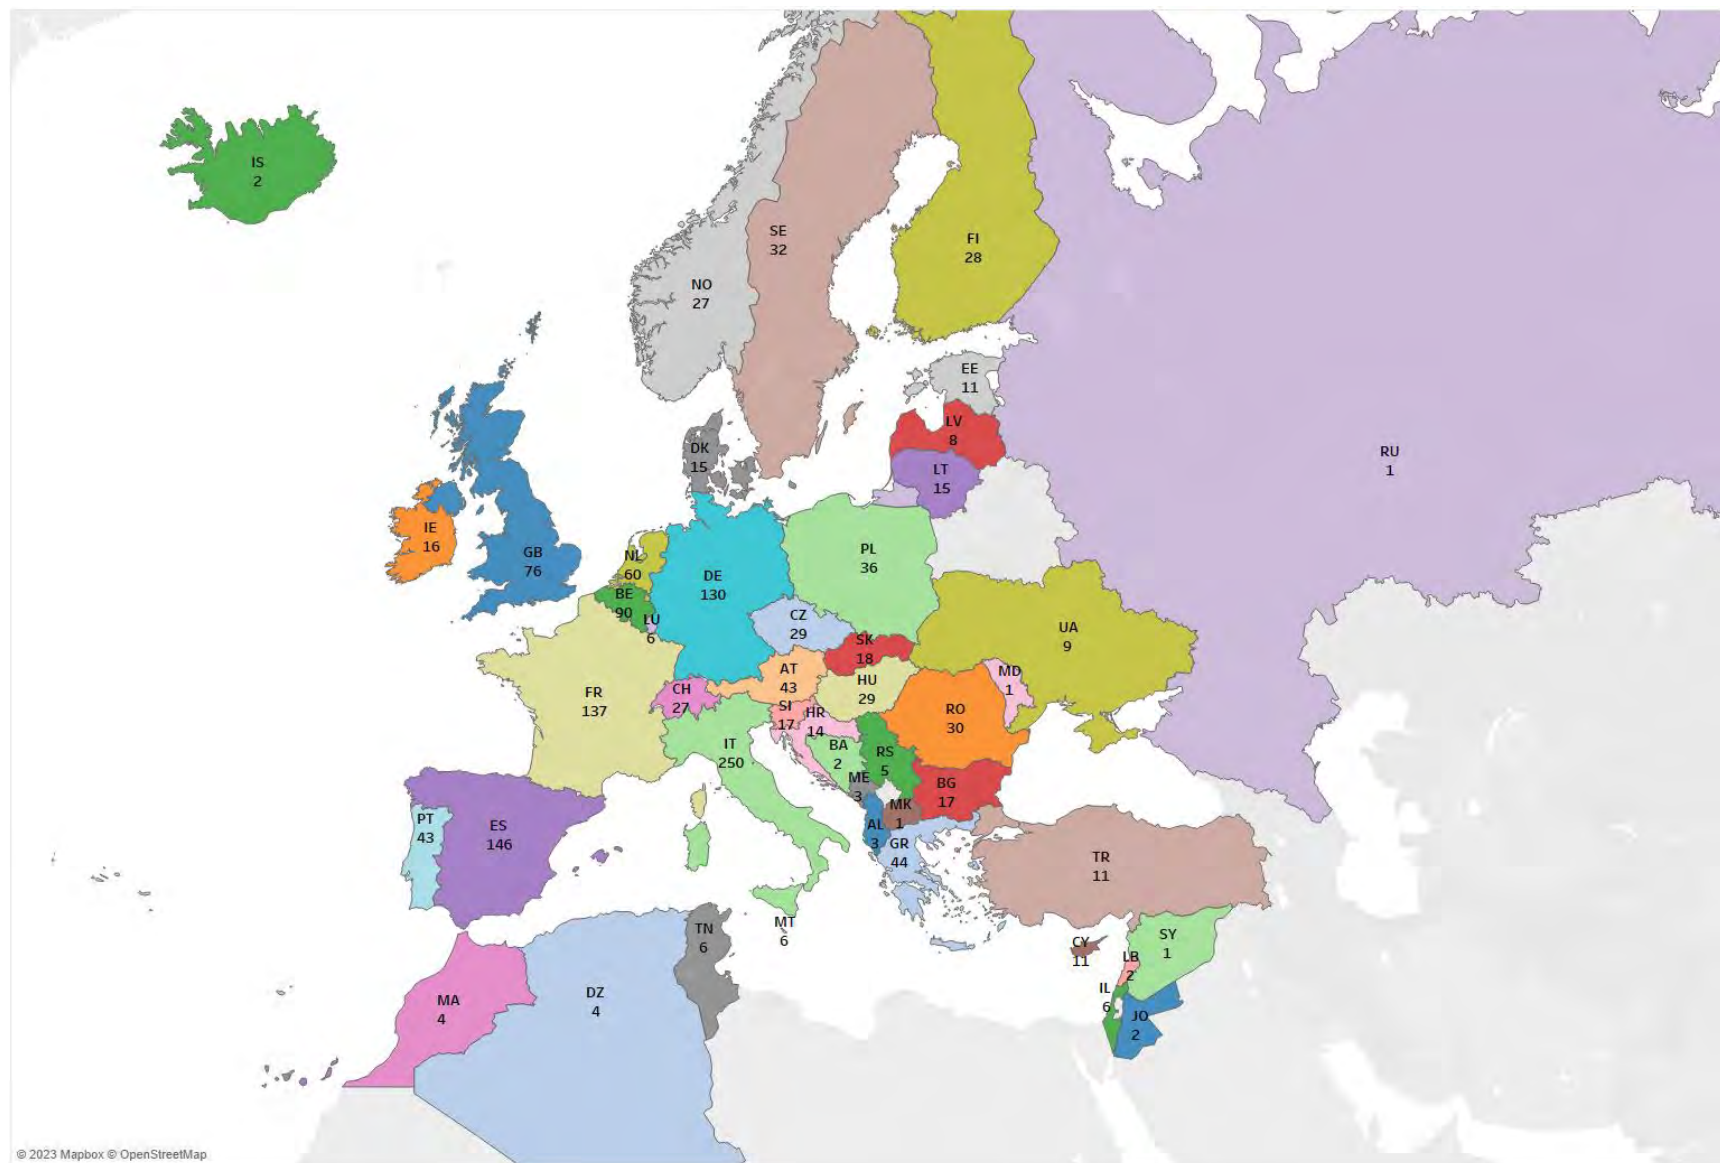 IS
2
SE
32
FI
28
NO
27
EE
11
LV
8
DK
15
RU
1
LT
15
IE
16
GB
76
NL
60
PL
36
DE
130
BE
90
LU
6
CZ
29
UA
9
SK
18
AT
43
HU
29
MD
1
CH
27
FR
137
SI
17
HR
14
RO
30
IT
250
BA
2
RS
5
ME
3
BG
17
MK
1
PT
43
ES
146
AL
3
GR
44
TR
11
MT
6
TN
6
CY
11
SY
1
LB
2
IL
6
MA
4
DZ
4
JO
2
© 2023 Mapbox © OpenStreetMap